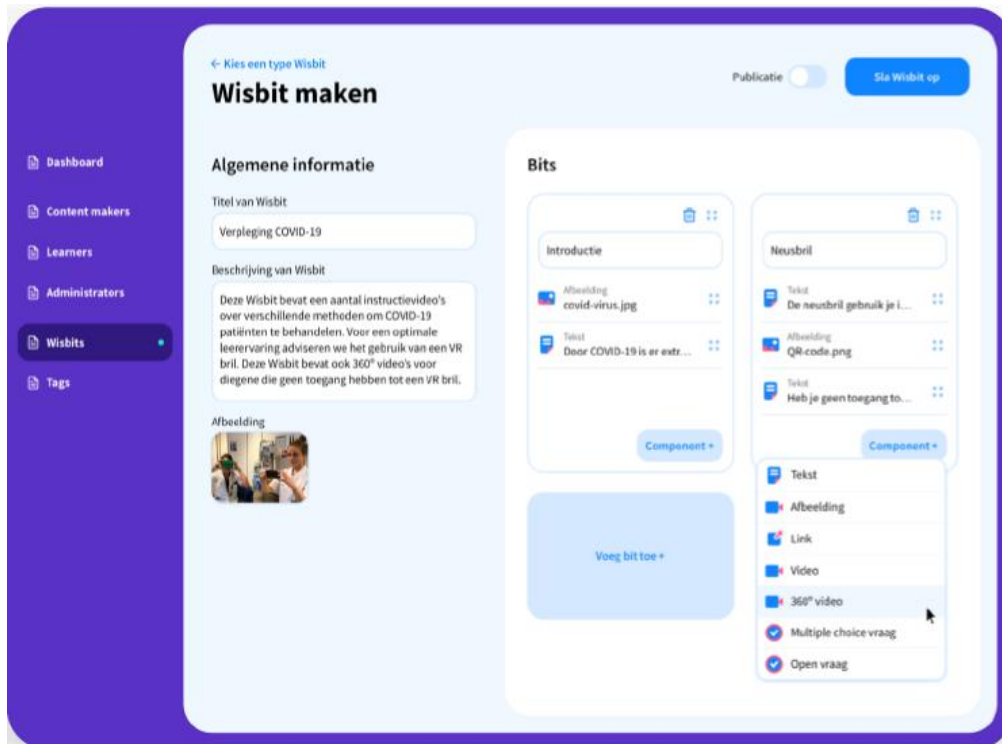 ← Kies een type Wisbit
Wisbit maken
Publicatie
Sla Wisbit op
Dashboard
Content makers
Learners
Administrators
Wisbits
Tags
Algemene informatie
Titel van Wisbit
Verpleging COVID-19
Beschrijving van Wisbit
Deze Wisbit bevat een aantal instructievideo's
over verschillende methoden om COVID-19
patiënten te behandelen. Voor een optimale
leerervaring adviseren we het gebruik van een VR
bril. Deze Wisbit bevat ook 360° video's voor
diegene die geen toegang hebben tot een VR bril.
Afbeelding
Bits
Introductie
Afbeelding
covid-virus.jpg
Tekst
Door COVID-19 is er extr...
Component +
Neusbril
Tekst
De neusbril gebruik je i...
Afbeelding
QR-code.png
Tekst
Heb je geen toegang to...
Component +
Tekst
Afbeelding
Link
Video
360° video
Multiple choice vraag
Open vraag
Voeg bit toe +